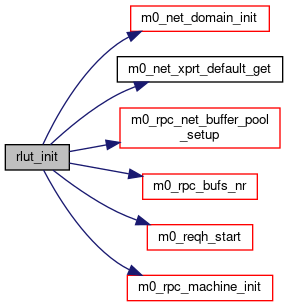 m0_net_domain_init
m0_net_xprt_default_get
m0_rpc_net_buffer_pool
_setup
rlut_init
m0_rpc_bufs_nr
m0_reqh_start
m0_rpc_machine_init